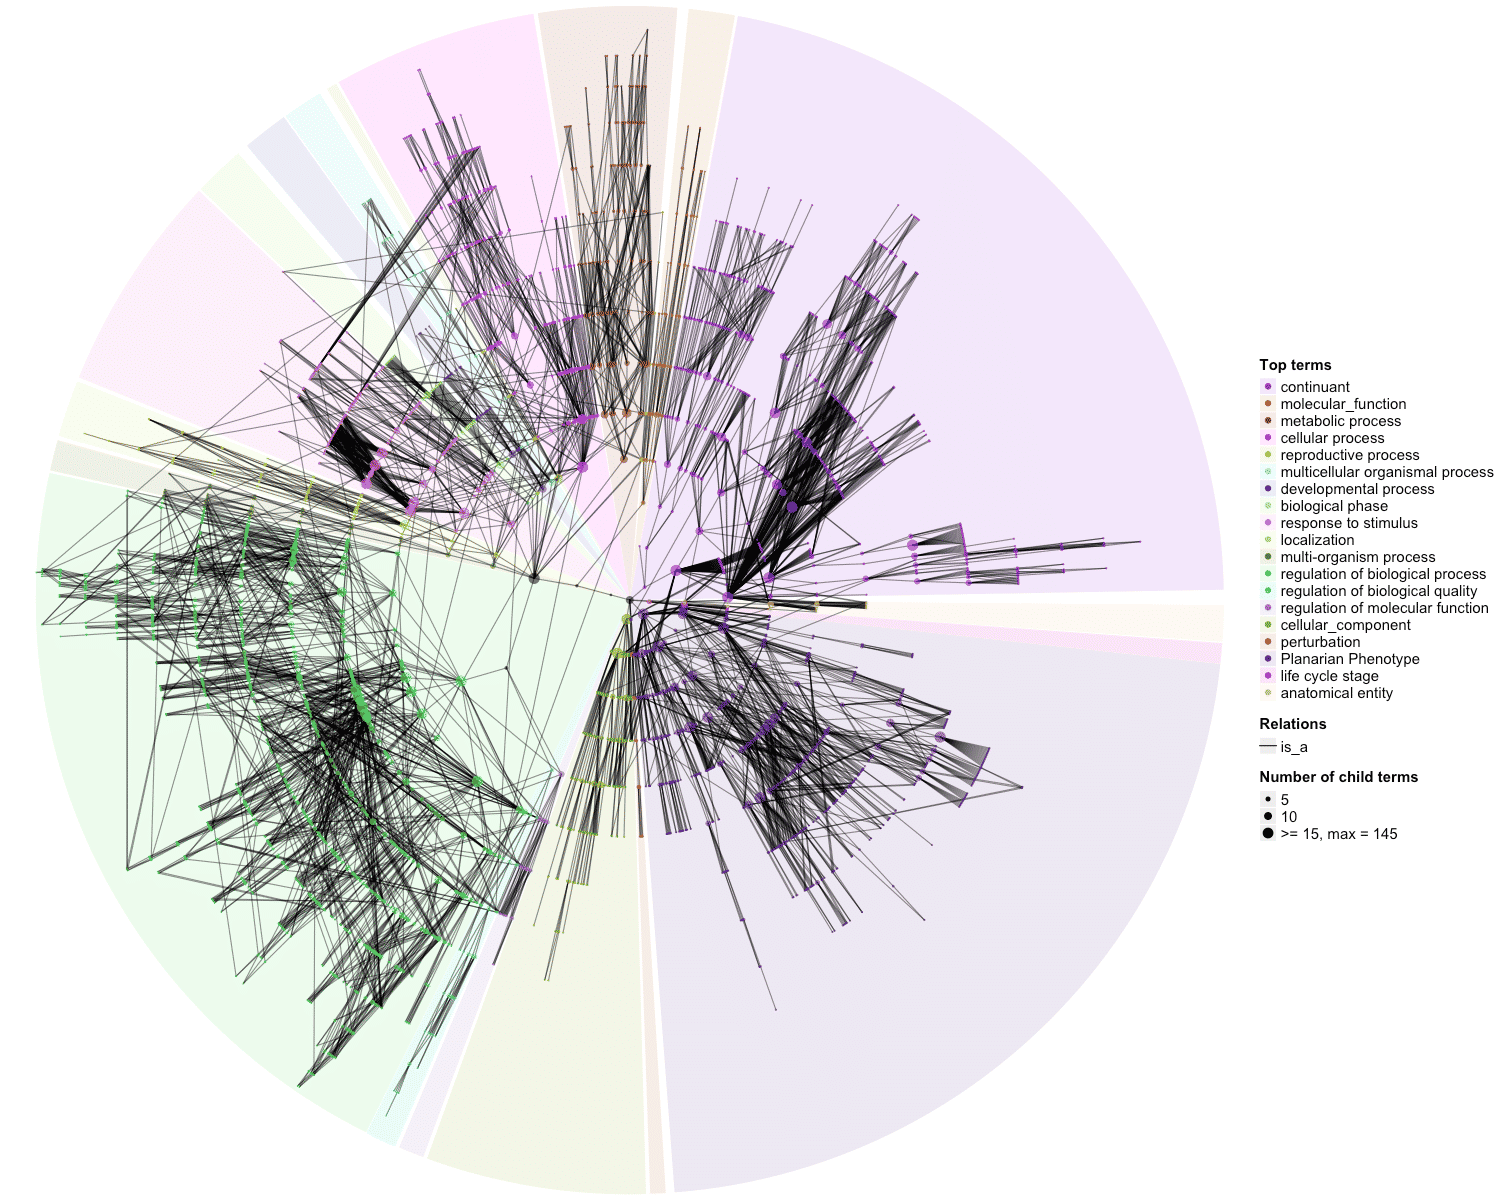 Top terms
continuant
molecular_function
metabolic process
cellular process
reproductive process
multicellular organismal process
developmental process
biological phase
response to stimulus
localization
multi-organism process
regulation of biological process
regulation of biological quality
regulation of molecular function
cellular_component
perturbation
Planarian Phenotype
life cycle stage
anatomical entity
Relations
is_a
Number of child terms
5
10
>= 15, max = 145